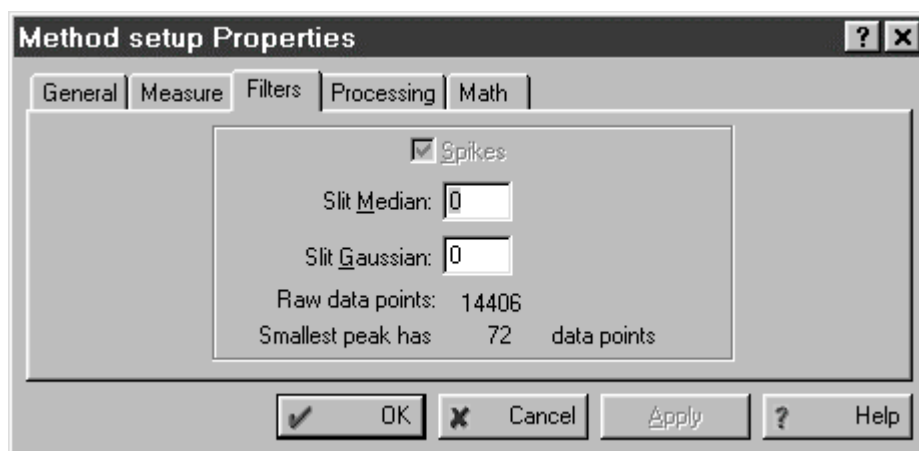 Method setup Properties
General Measure Filters Processing Math
Spikes
Slit Median: 0
Slit Gaussian: 0
Raw data points: 14406
Smallest peak has 72 data points
OK Cancel Apply ? Help